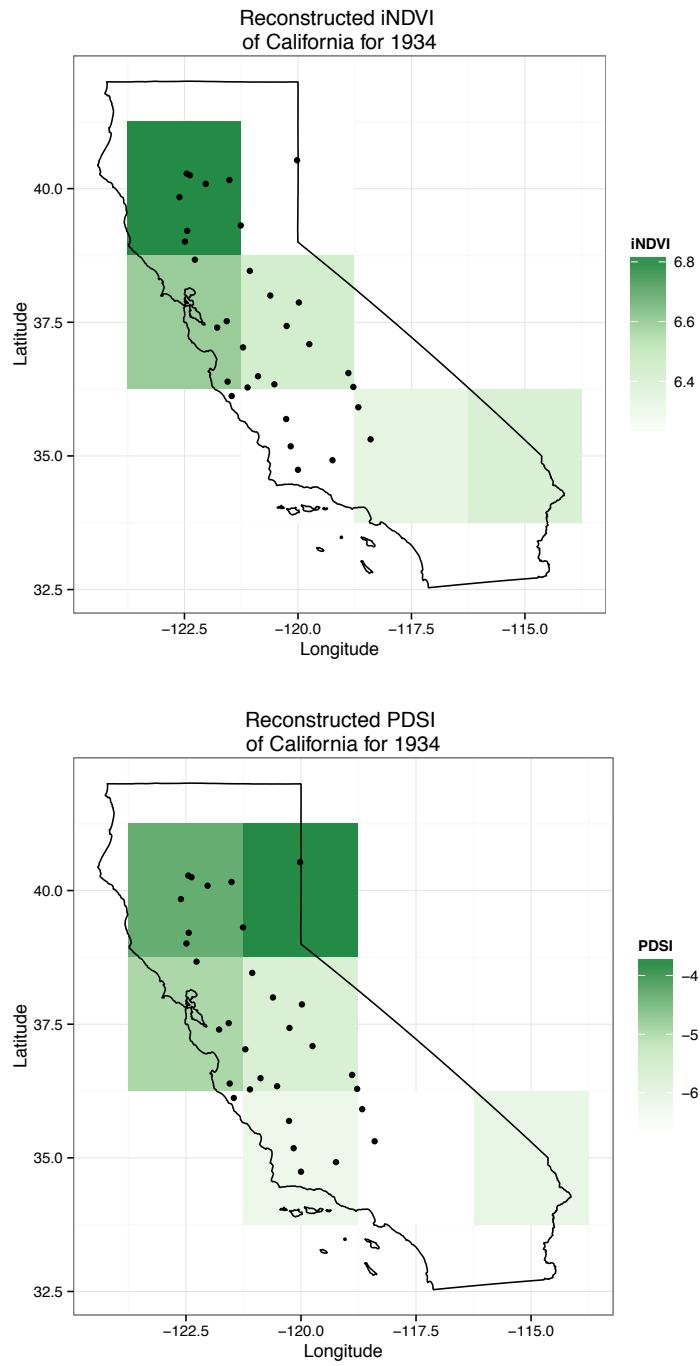 Reconstructed iNDVI
of California for 1934
40.0
37.5
35.0
32.5
Latitude
−122.5
−120.0
−117.5
−115.0
Longitude
iNDVI
6.8
6.6
6.4
Reconstructed PDSI
of California for 1934
40.0
37.5
35.0
32.5
Latitude
−122.5
−120.0
−117.5
−115.0
Longitude
PDSI
−4
−5
−6